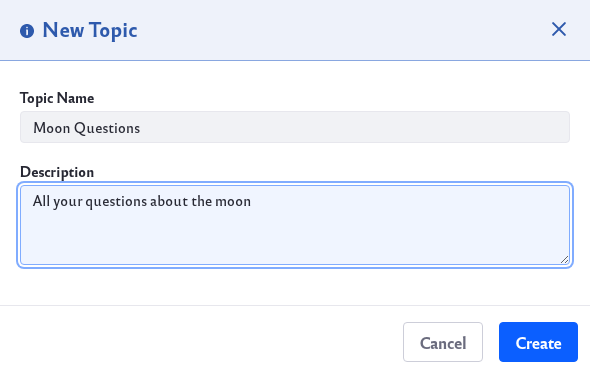 New Topic
Topic Name
Moon Questions
Description
All your questions about the moon
Cancel
Create